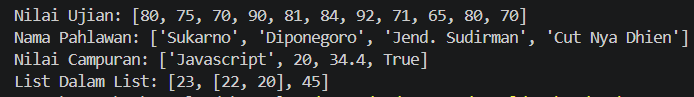 Nilai Ujian: [80, 75, 70, 90, 81, 84, 92, 71, 65, 80, 70]
Nama Pahlawan: ['Sukarno', 'Diponegoro', 'Jend. Sudirman', 'Cut Nya Dhien']
Nilai Campuran: ['Javascript', 20, 34.4, True]
List Dalam List: [23, [22, 20], 45]